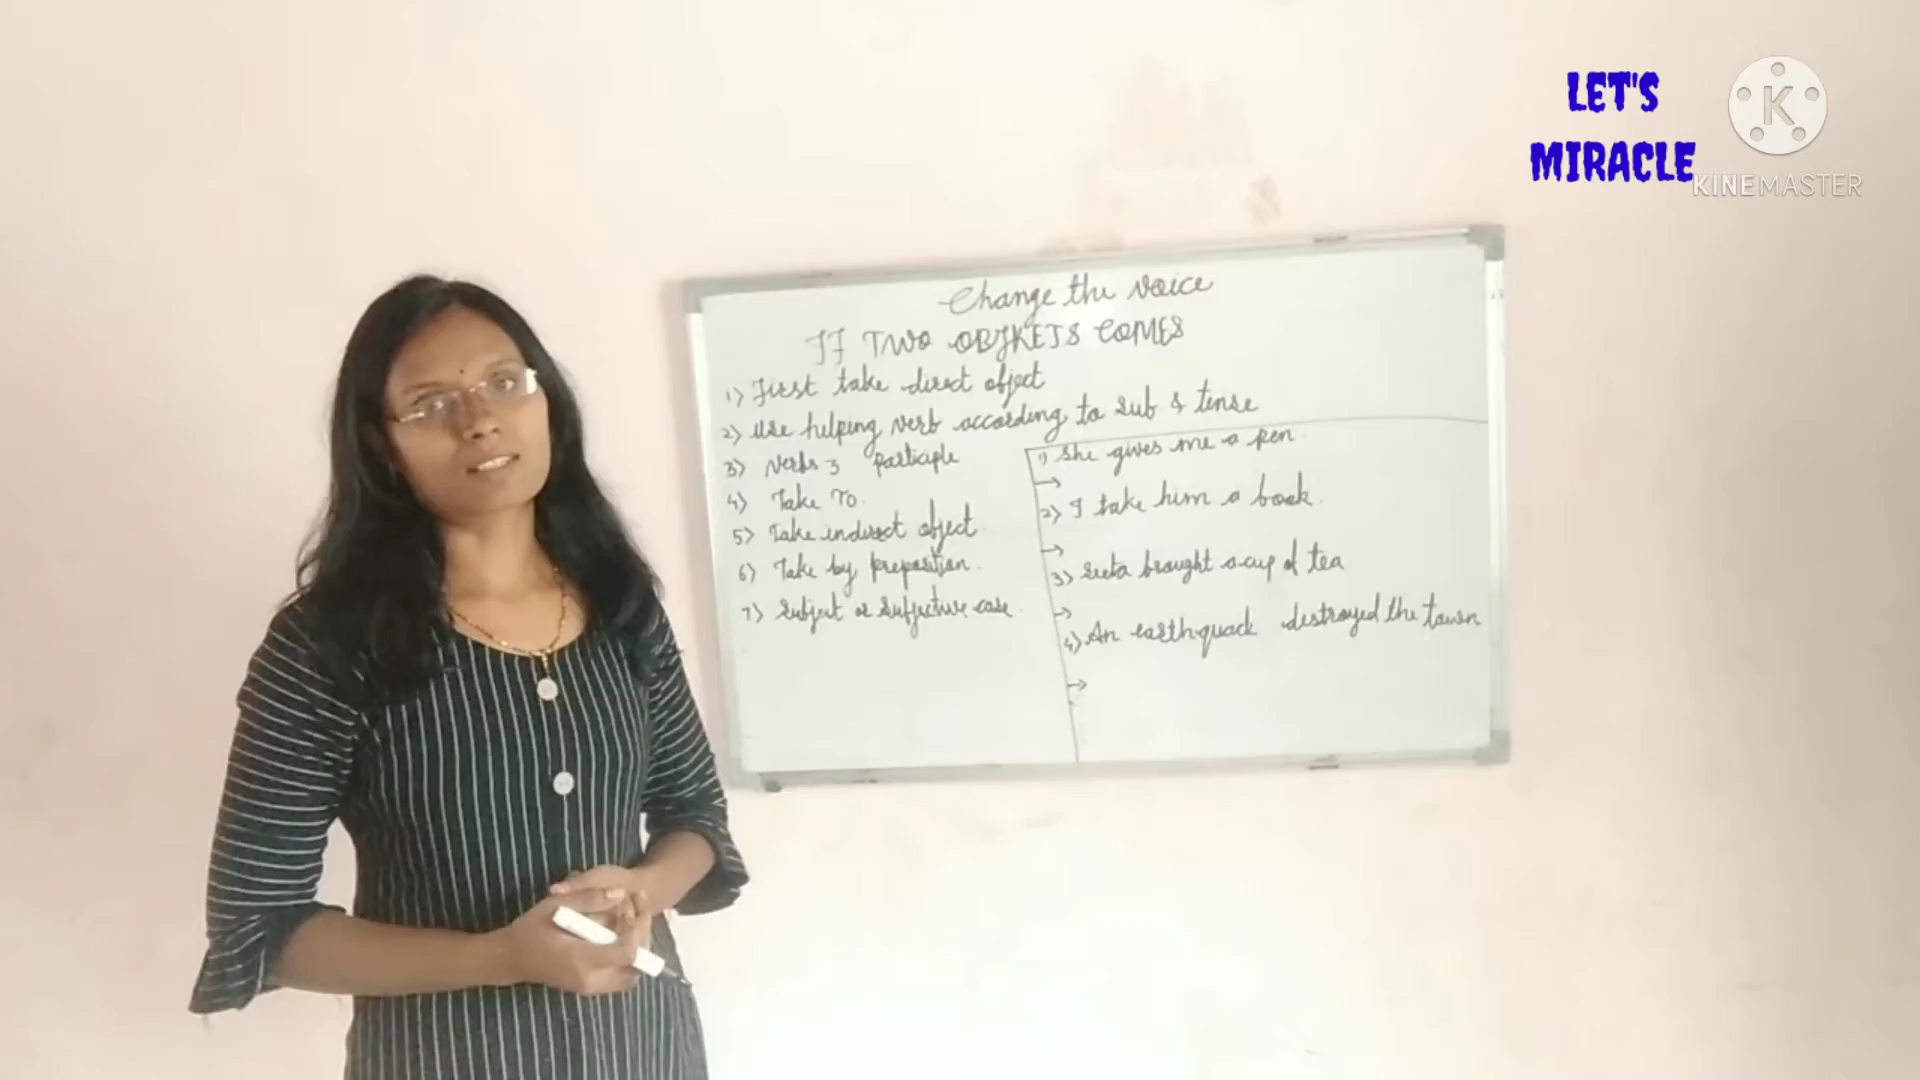 LET'S
MIRACLE
KINEMASTER
Change the Voice
IF TWO OBJKETS COMES
1) First take direct object
2) Use helping verb according to sub & tense
3) Verbs 3 participle
4) Take To.
5) Take indirect object.
6) Take by preposition.
7) Subject or Subjective case.
1) She gives me a pen.
→
2) I take him a book.
→
3) Seeta brought a cup of tea
→
4) An earthquack destroyed the town
→